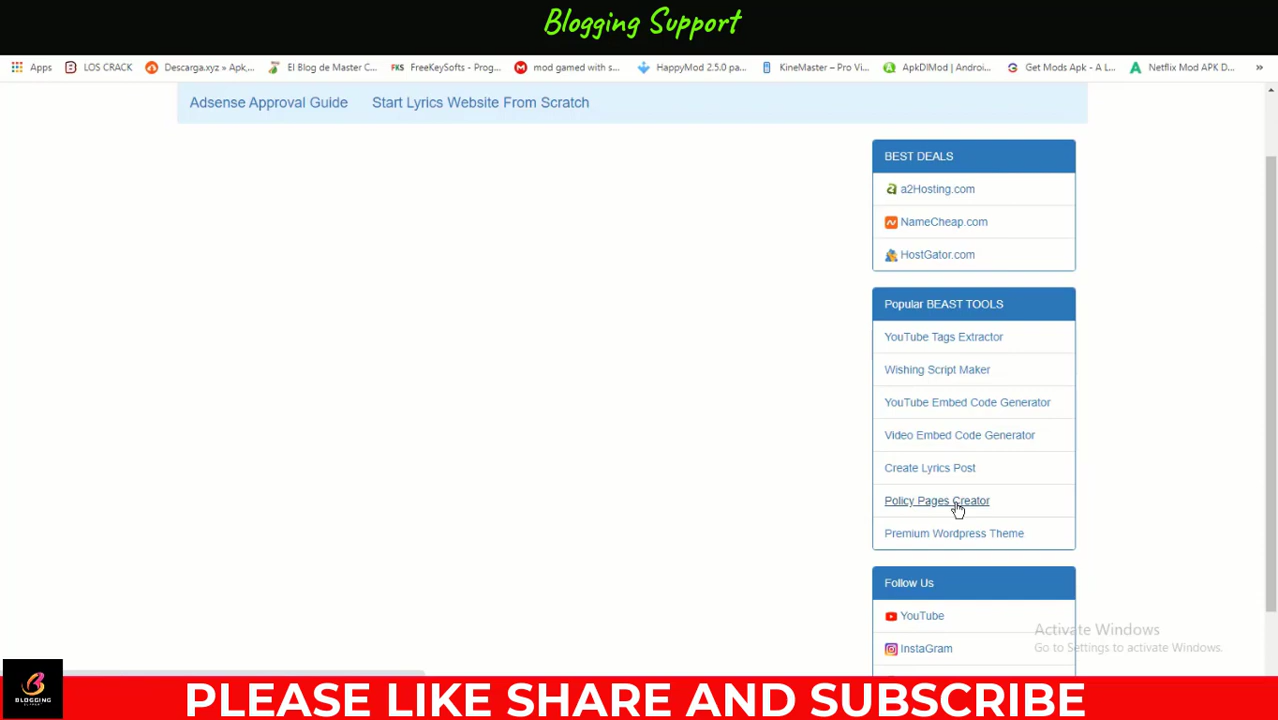 Blogging Support
Apps
LOS CRACK
Descarga.xyz » Apk,...
El Blog de Master C...
FKS FreeKeySofts - Prog...
mod gamed with s...
HappyMod 2.5.0 pa...
KineMaster – Pro Vi...
ApkDlMod | Androi...
Get Mods Apk - A L...
Netflix Mod APK D...
»
Adsense Approval Guide
Start Lyrics Website From Scratch
BEST DEALS
a2Hosting.com
NameCheap.com
HostGator.com
Popular BEAST TOOLS
YouTube Tags Extractor
Wishing Script Maker
YouTube Embed Code Generator
Video Embed Code Generator
Create Lyrics Post
Policy Pages Creator
Premium Wordpress Theme
Follow Us
YouTube
InstaGram
Activate Windows
Go to Settings to activate Windows.
BLOGGING
PLEASE LIKE SHARE AND SUBSCRIBE